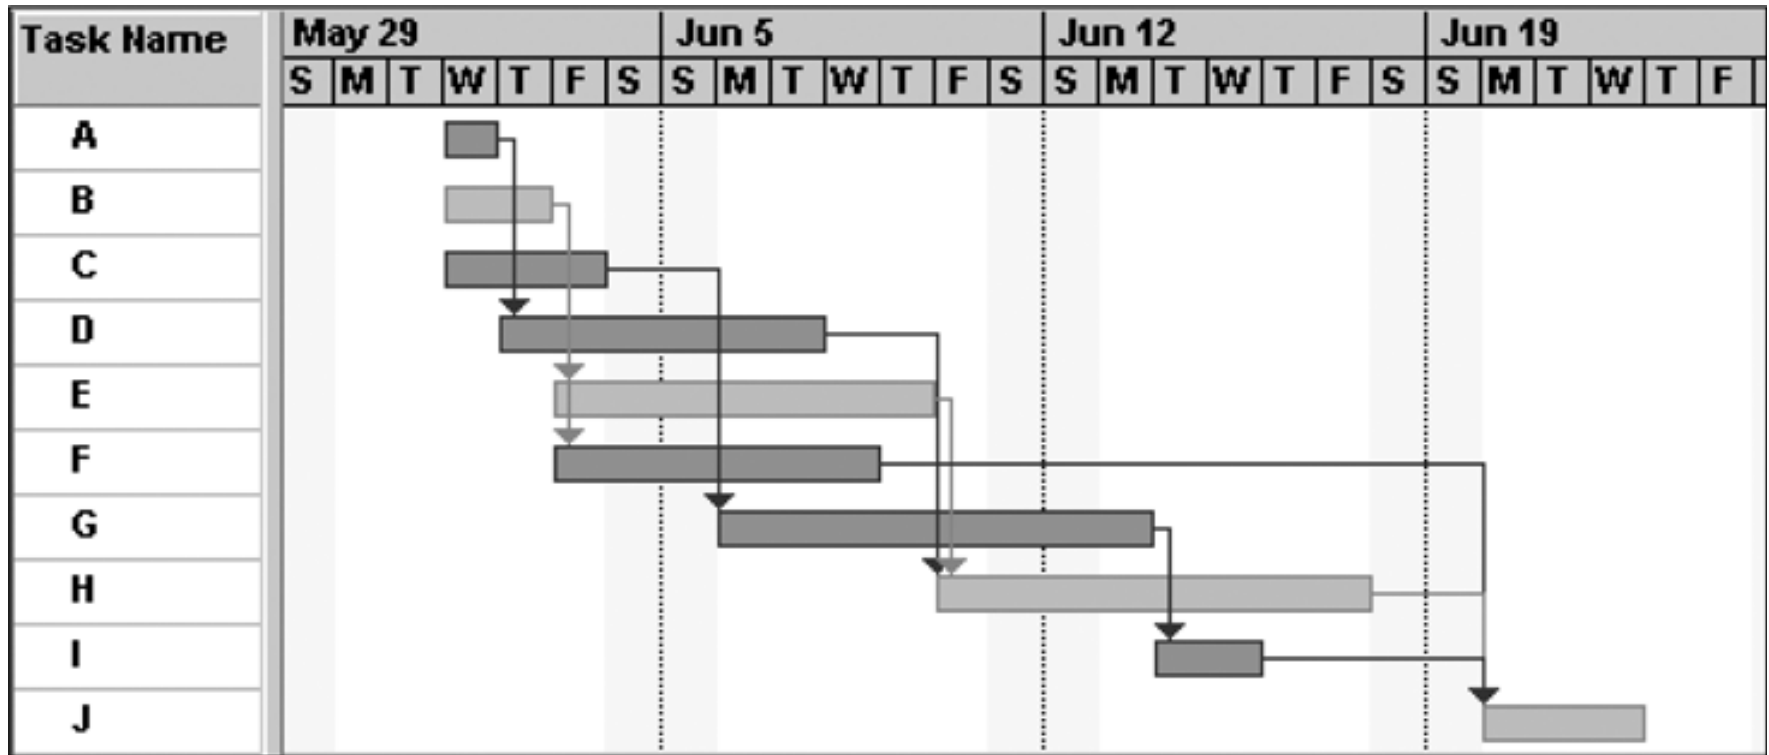 Task Name May 29 Jun 5 Jun 12 Jun 19
S M T W T F S S M T W T F S S M T W T F S S M T W T F
A
B
C
D
E
F
G
H
I
J